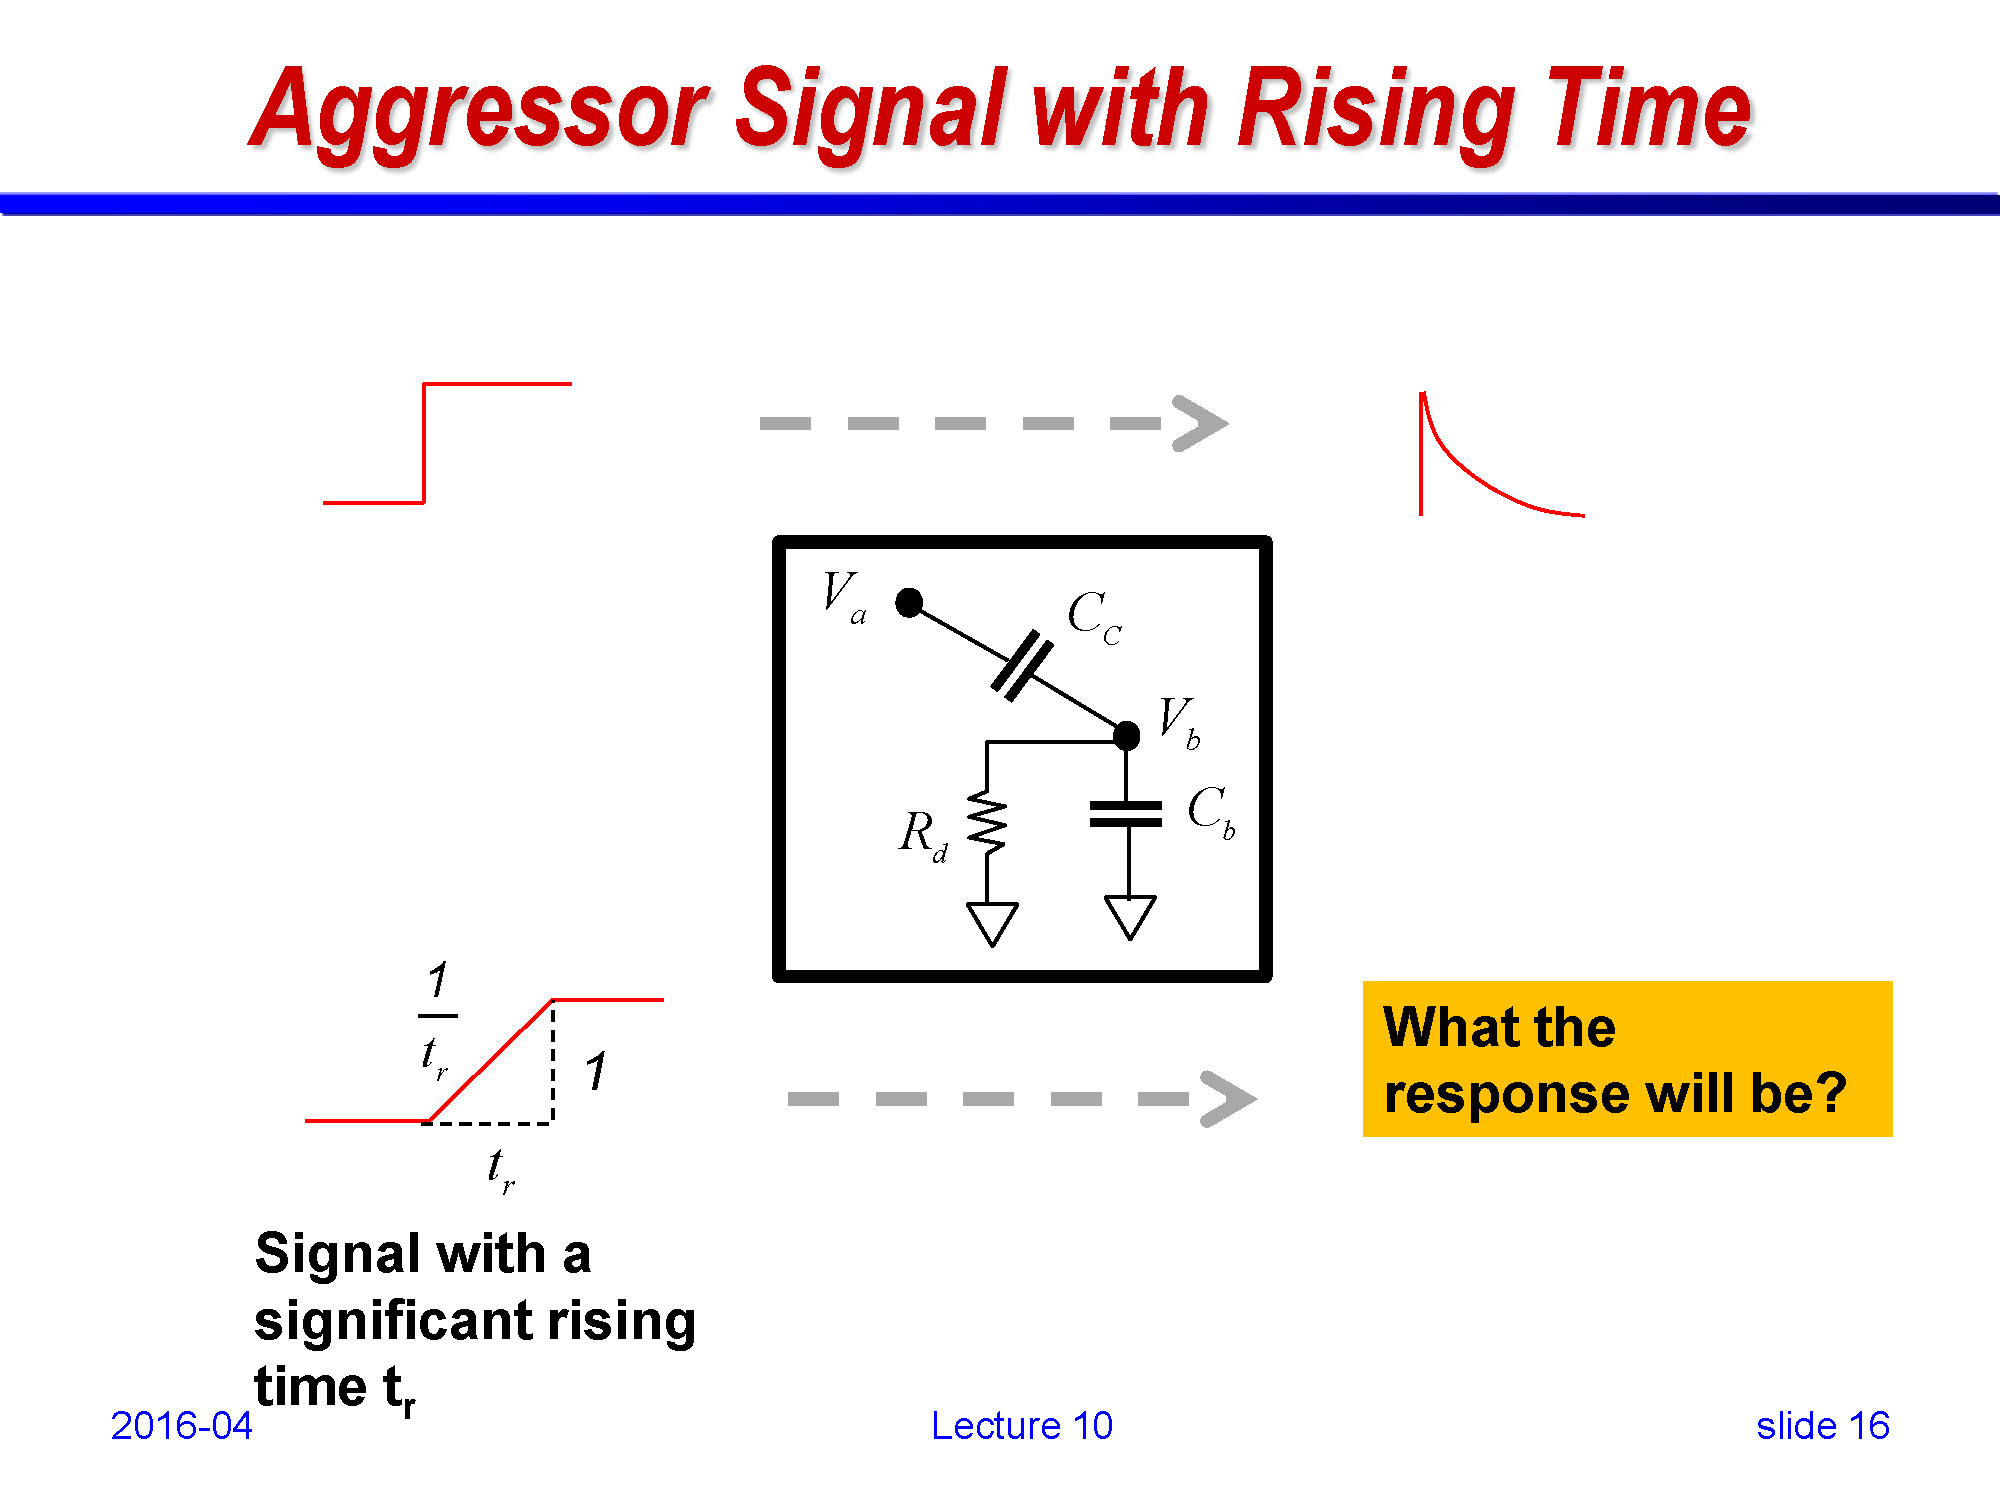 Aggressor Signal with Rising Time
V_a
C_C
V_b
R_d
C_b
1
t_r
1
t_r
What the
response will be?
Signal with a
significant rising
time t_r
2016-04
Lecture 10
slide 16